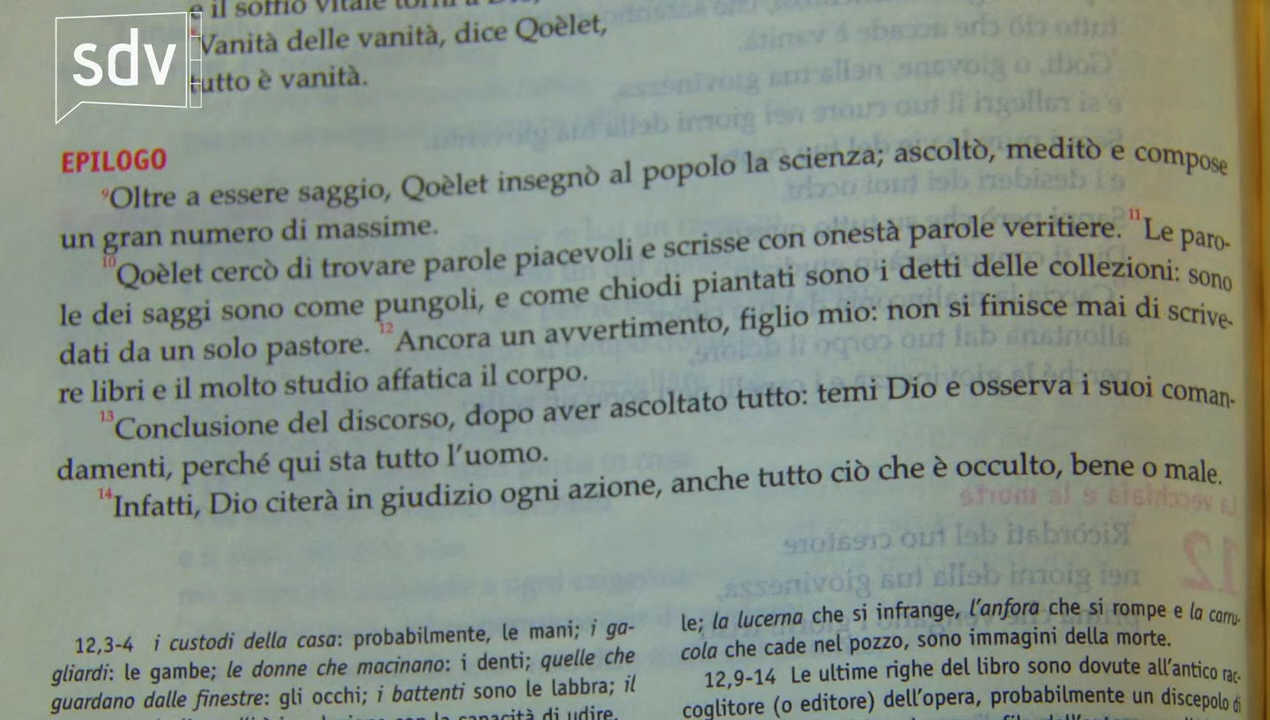 sdv
e il soffio vitale torni a Dio,
Vanità delle vanità, dice Qoèlet,
tutto è vanità.
EPILOGO
9Oltre a essere saggio, Qoèlet insegnò al popolo la scienza; ascoltò, meditò e compose
un gran numero di massime.
10Qoèlet cercò di trovare parole piacevoli e scrisse con onestà parole veritiere. 11Le paro-
le dei saggi sono come pungoli, e come chiodi piantati sono i detti delle collezioni: sono
dati da un solo pastore. 12Ancora un avvertimento, figlio mio: non si finisce mai di scrive-
re libri e il molto studio affatica il corpo.
13Conclusione del discorso, dopo aver ascoltato tutto: temi Dio e osserva i suoi coman-
damenti, perché qui sta tutto l'uomo.
14Infatti, Dio citerà in giudizio ogni azione, anche tutto ciò che è occulto, bene o male.
12,3-4 i custodi della casa: probabilmente, le mani; i ga-
gliardi: le gambe; le donne che macinano: i denti; quelle che
guardano dalle finestre: gli occhi; i battenti sono le labbra; il
capacità di udire.
le; la lucerna che si infrange, l'anfora che si rompe e la carru-
cola che cade nel pozzo, sono immagini della morte.
12,9-14 Le ultime righe del libro sono dovute all'antico rac-
coglitore (o editore) dell'opera, probabilmente un discepolo di